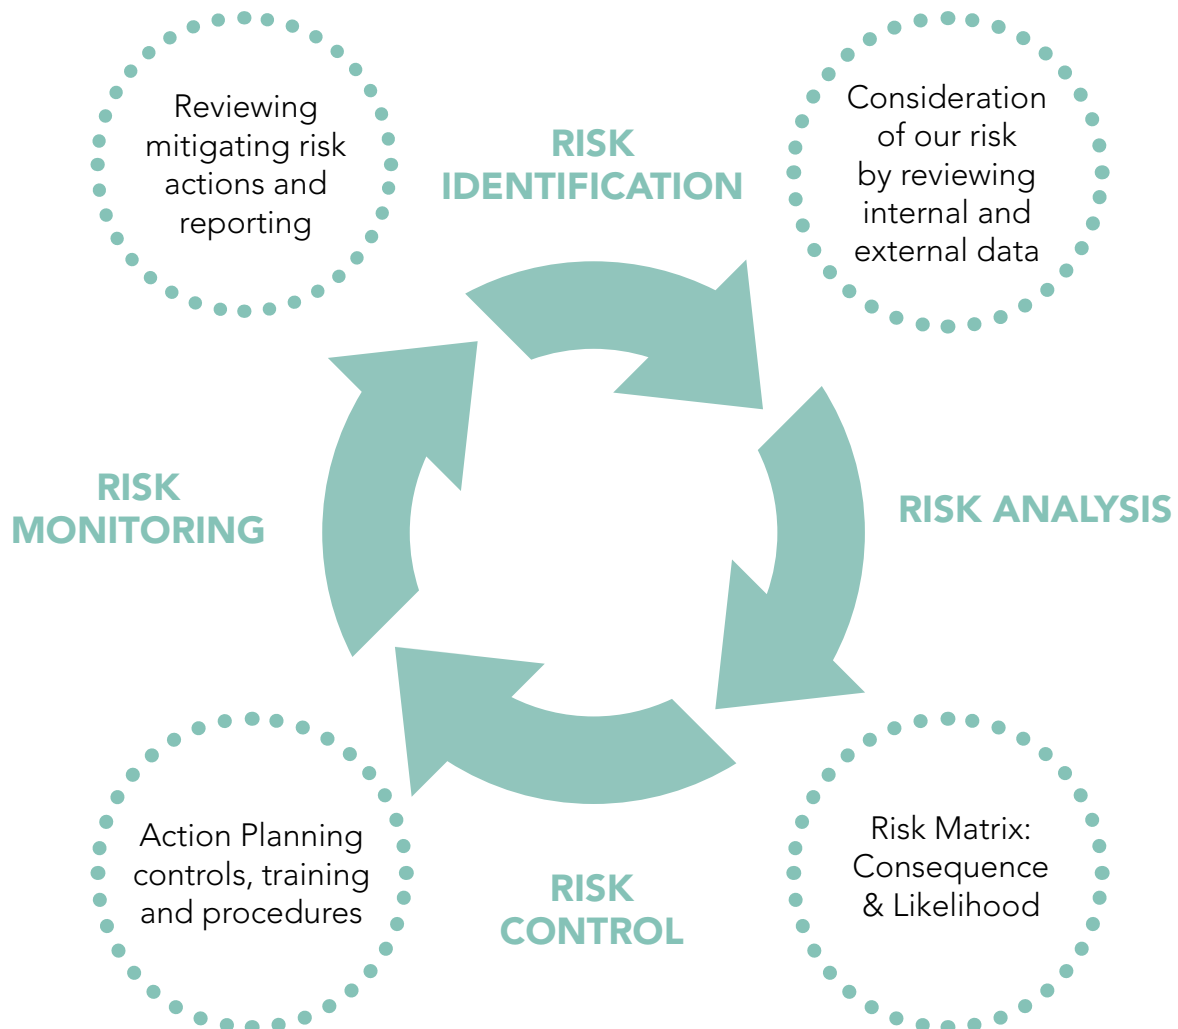 Reviewing
mitigating risk
actions and
reporting
RISK
IDENTIFICATION
Consideration
of our risk
by reviewing
internal and
external data
RISK
MONITORING
RISK ANALYSIS
Action Planning
controls, training
and procedures
RISK
CONTROL
Risk Matrix:
Consequence
& Likelihood